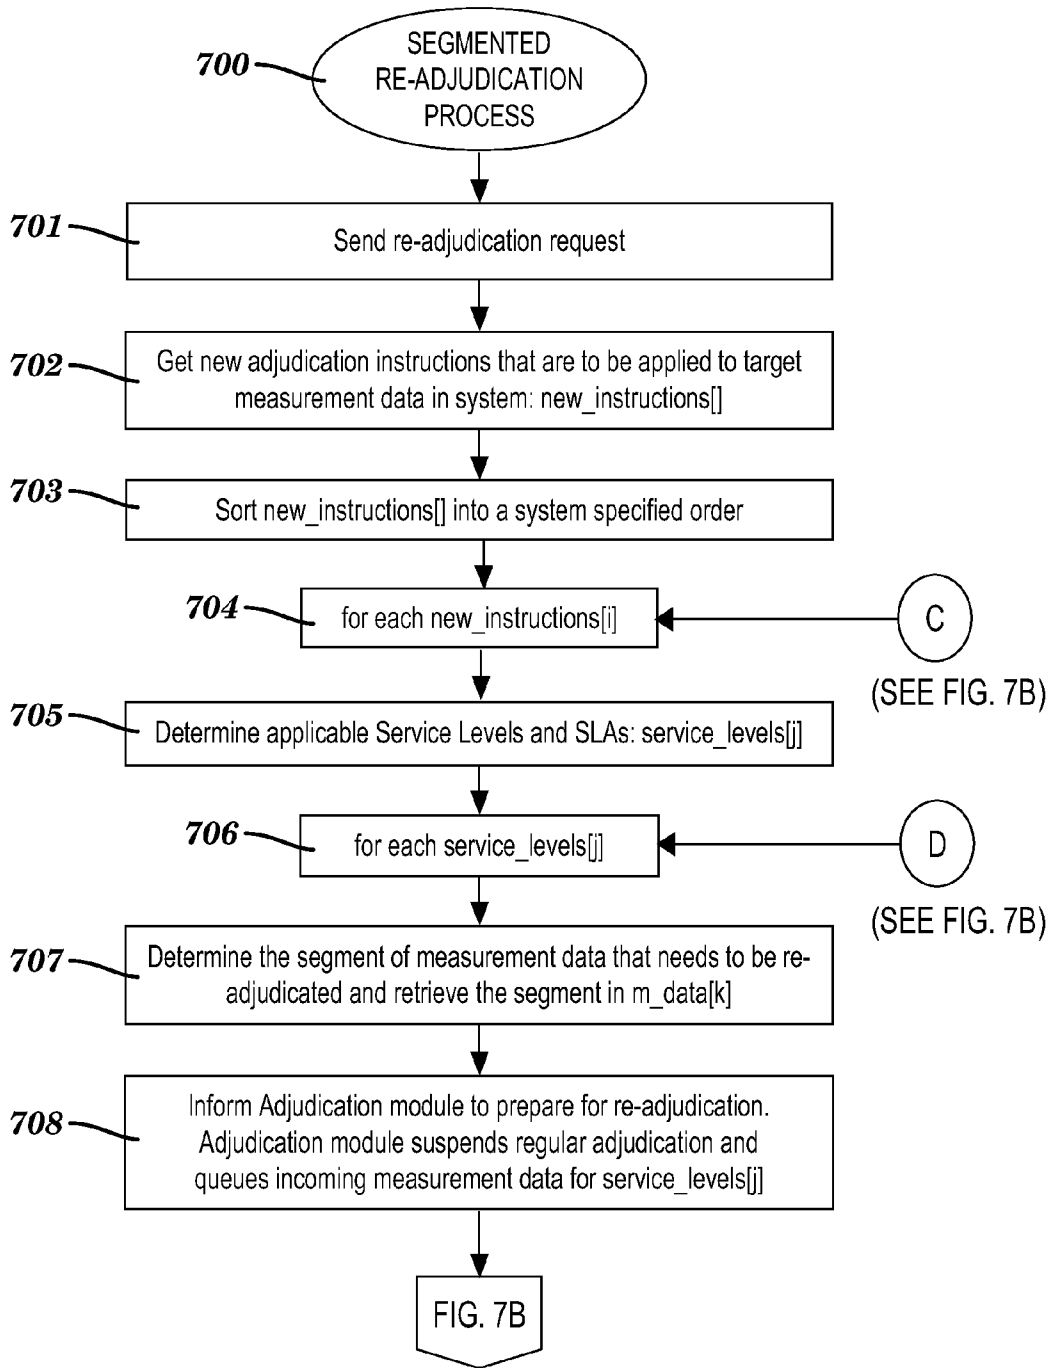 700
SEGMENTED
RE-ADJUDICATION
PROCESS
701
Send re-adjudication request
702
Get new adjudication instructions that are to be applied to target
measurement data in system: new_instructions[]
703
Sort new_instructions[] into a system specified order
704
for each new_instructions[i]
C
(SEE FIG. 7B)
705
Determine applicable Service Levels and SLAs: service_levels[j]
706
for each service_levels[j]
D
(SEE FIG. 7B)
707
Determine the segment of measurement data that needs to be re-
adjudicated and retrieve the segment in m_data[k]
708
Inform Adjudication module to prepare for re-adjudication.
Adjudication module suspends regular adjudication and
queues incoming measurement data for service_levels[j]
FIG. 7B